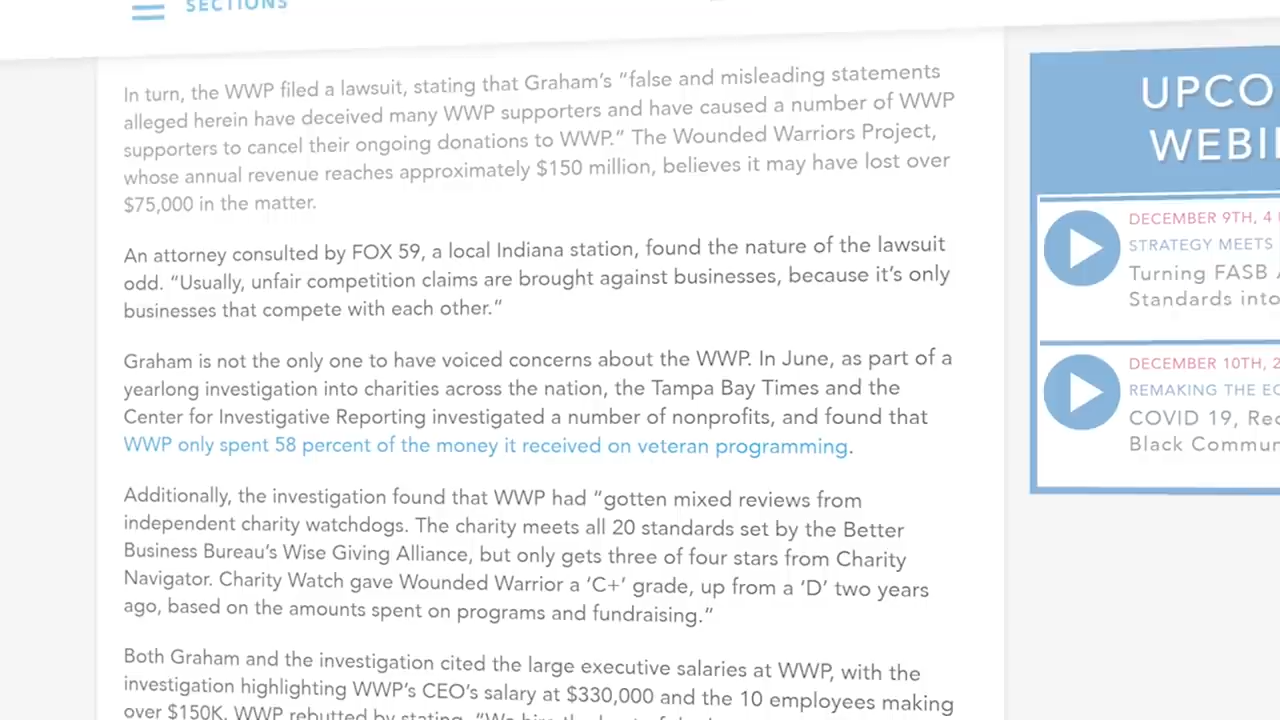 SECTIONS
In turn, the WWP filed a lawsuit, stating that Graham's “false and misleading statements
alleged herein have deceived many WWP supporters and have caused a number of WWP
supporters to cancel their ongoing donations to WWP.” The Wounded Warriors Project,
whose annual revenue reaches approximately $150 million, believes it may have lost over
$75,000 in the matter.
An attorney consulted by FOX 59, a local Indiana station, found the nature of the lawsuit
odd. “Usually, unfair competition claims are brought against businesses, because it's only
businesses that compete with each other.”
Graham is not the only one to have voiced concerns about the WWP. In June, as part of a
yearlong investigation into charities across the nation, the Tampa Bay Times and the
Center for Investigative Reporting investigated a number of nonprofits, and found that
WWP only spent 58 percent of the money it received on veteran programming.
Additionally, the investigation found that WWP had “gotten mixed reviews from
independent charity watchdogs. The charity meets all 20 standards set by the Better
Business Bureau's Wise Giving Alliance, but only gets three of four stars from Charity
Navigator. Charity Watch gave Wounded Warrior a ‘C+’ grade, up from a ‘D’ two years
ago, based on the amounts spent on programs and fundraising.”
Both Graham and the investigation cited the large executive salaries at WWP, with the
investigation highlighting WWP's CEO's salary at $330,000 and the 10 employees making
over $150K. WWP rebutted by stating, “We
UPCO
WEBI
DECEMBER 9TH, 4
STRATEGY MEETS
Turning FASB
Standards into
DECEMBER 10TH, 2
REMAKING THE EC
COVID 19, Rec
Black Commun